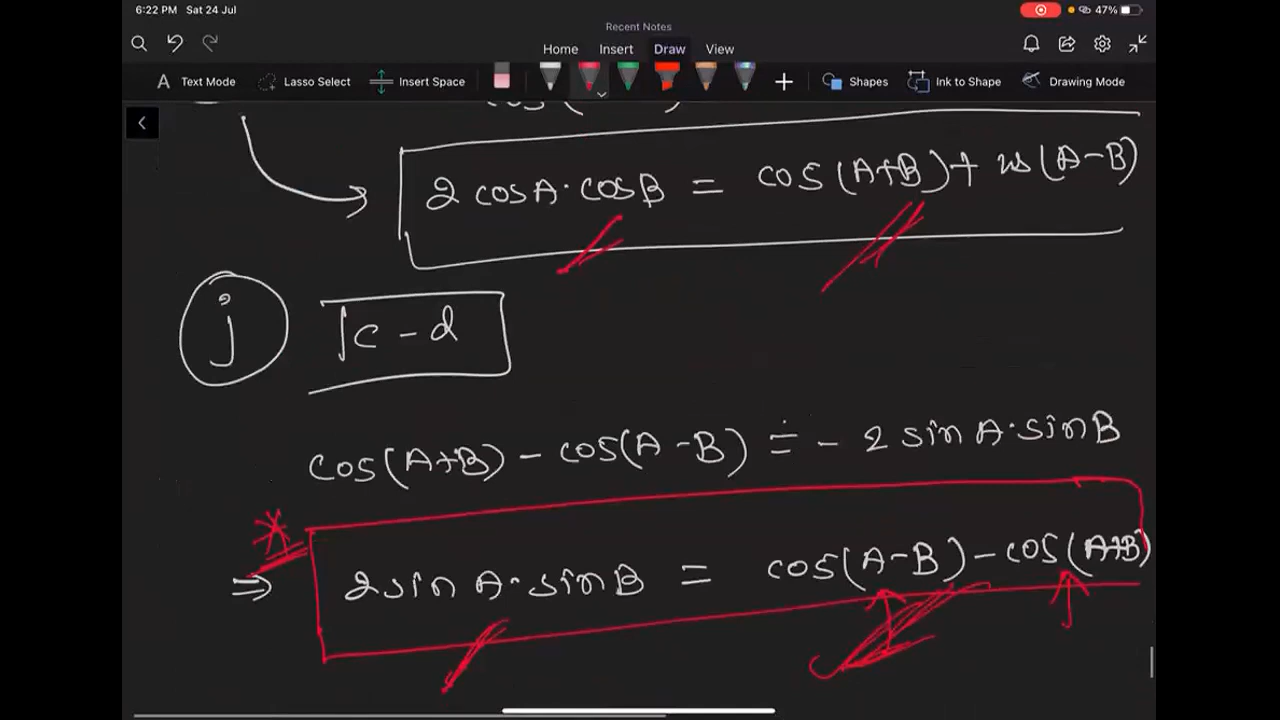 6:22 PM Sat 24 Jul
47%
Recent Notes
Home Insert Draw View
Text Mode Lasso Select Insert Space Shapes Ink to Shape Drawing Mode
cos(
2 cosA·cosB = cos(A+B)+ cos(A-B)
j
c - d
cos(A+B) - cos(A-B) = - 2 sinA·sinB
* ⇒ 2sinA·sinB = cos(A-B) - cos(A+B)